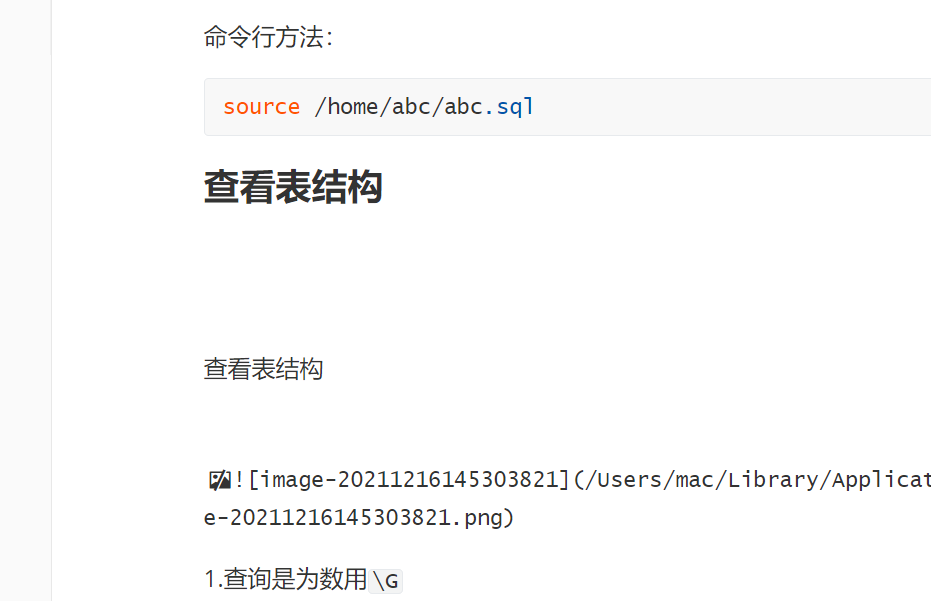 命令行方法：
source /home/abc/abc.sql
查看表结构
查看表结构
![image-20211216145303821](/Users/mac/Library/Applicat
e-20211216145303821.png)
1.查询是为数用\G